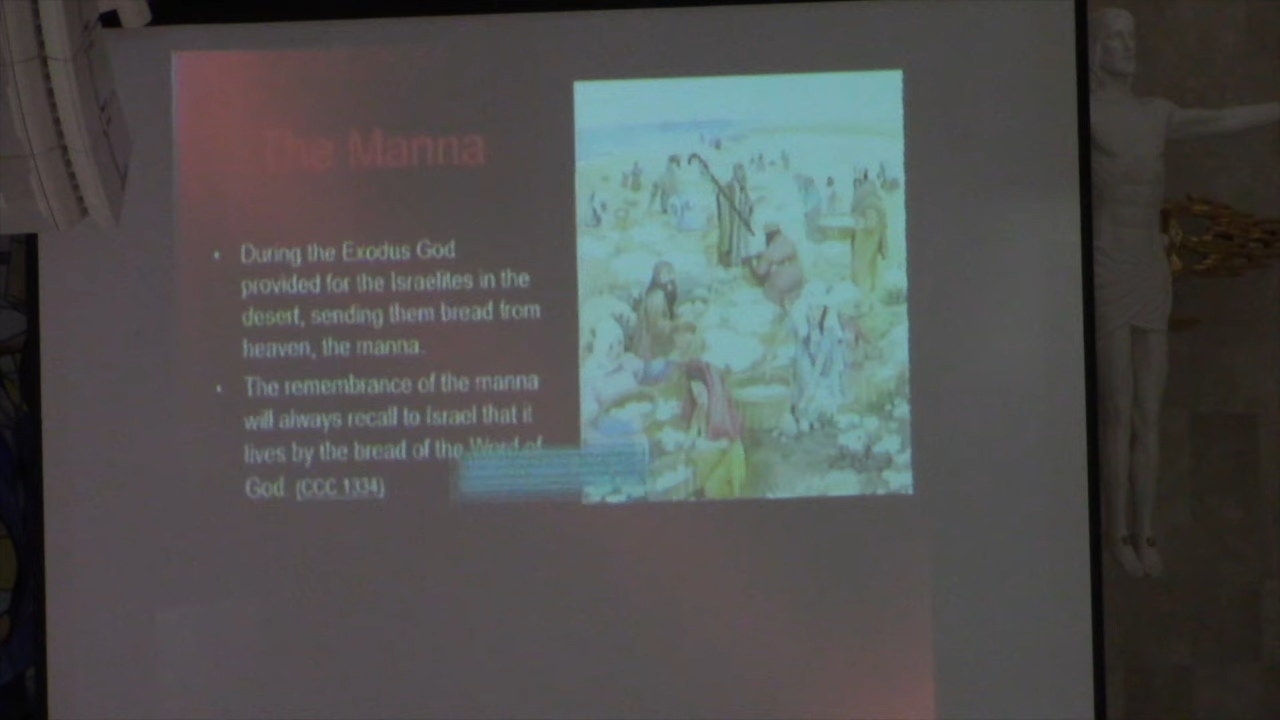 The Manna
• During the Exodus God
provided for the Israelites in the
desert, sending them bread from
heaven, the manna.
• The remembrance of the manna
will always recall to Israel that it
lives by the bread of the Word of
God (CCC 1334)